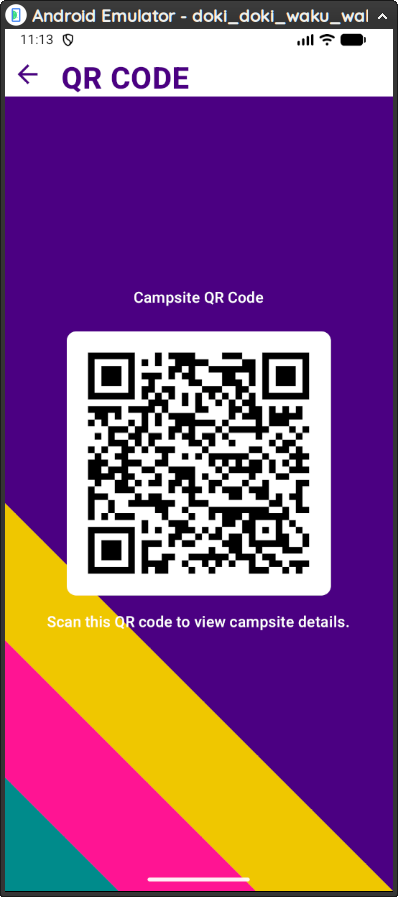 Android Emulator - doki_doki_waku_wal
11:13
QR CODE
Campsite QR Code
Scan this QR code to view campsite details.